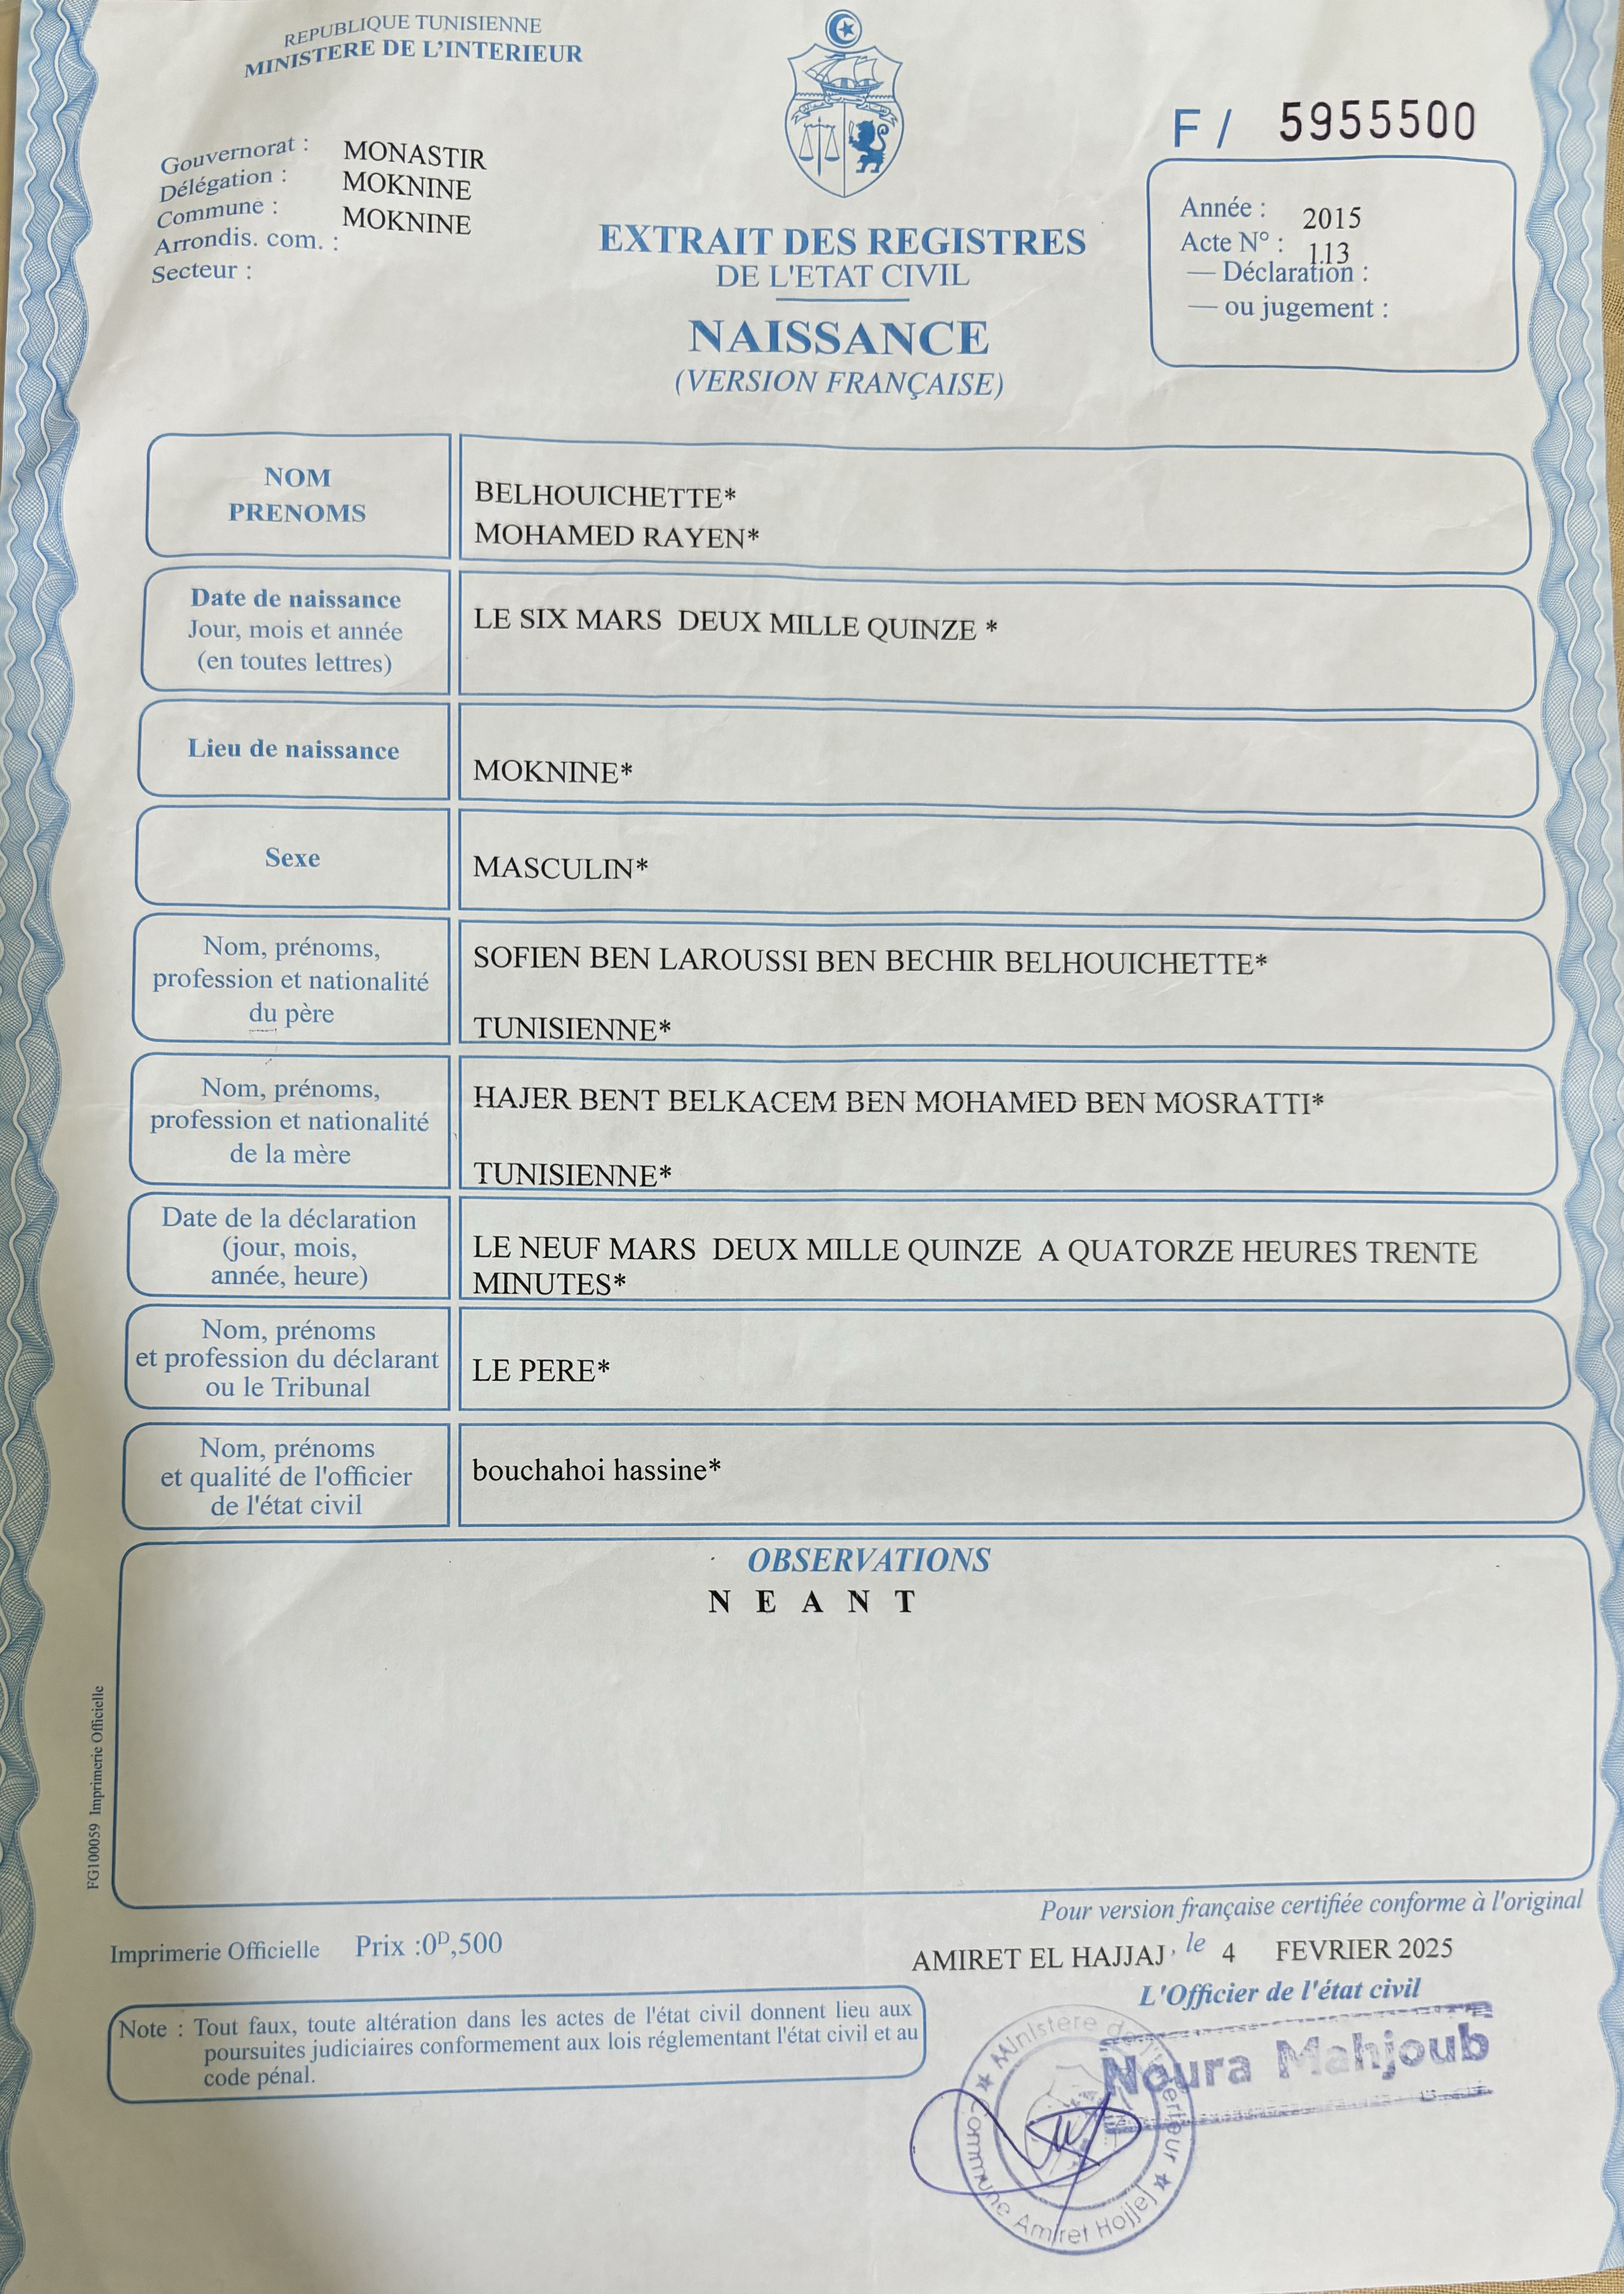 REPUBLIQUE TUNISIENNE
MINISTERE DE L'INTERIEUR
Gouvernorat : MONASTIR
Délégation : MOKNINE
Commune : MOKNINE
Arrondis. com. :
Secteur :
F / 5955500
Année : 2015
Acte N° : 113
— Déclaration :
— ou jugement :
EXTRAIT DES REGISTRES
DE L'ETAT CIVIL
NAISSANCE
(VERSION FRANÇAISE)
NOM
PRENOMS
BELHOUICHETTE*
MOHAMED RAYEN*
Date de naissance
Jour, mois et année
(en toutes lettres)
LE SIX MARS DEUX MILLE QUINZE *
Lieu de naissance
MOKNINE*
Sexe
MASCULIN*
Nom, prénoms,
profession et nationalité
du père
SOFIEN BEN LAROUSSI BEN BECHIR BELHOUICHETTE*
TUNISIENNE*
Nom, prénoms,
profession et nationalité
de la mère
HAJER BENT BELKACEM BEN MOHAMED BEN MOSRATTI*
TUNISIENNE*
Date de la déclaration
(jour, mois,
année, heure)
LE NEUF MARS DEUX MILLE QUINZE A QUATORZE HEURES TRENTE
MINUTES*
Nom, prénoms
et profession du déclarant
ou le Tribunal
LE PERE*
Nom, prénoms
et qualité de l'officier
de l'état civil
bouchahoi hassine*
OBSERVATIONS
N E A N T
FG100059 Imprimerie Officielle
Pour version française certifiée conforme à l'original
Imprimerie Officielle Prix :0ᴰ,500
AMIRET EL HAJJAJ, le 4 FEVRIER 2025
L'Officier de l'état civil
Note : Tout faux, toute altération dans les actes de l'état civil donnent lieu aux
poursuites judiciaires conformement aux lois réglementant l'état civil et au
code pénal.
Noura Mahjoub
Ministère de l'Interieur
Commune Amiret Hojjej